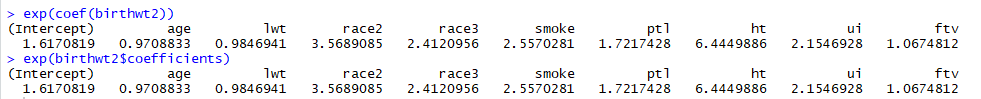 > exp(coef(birthwt2))
(Intercept) age lwt race2 race3 smoke ptl ht ui ftv
1.6170819 0.9708833 0.9846941 3.5689085 2.4120956 2.5570281 1.7217428 6.4449886 2.1546928 1.0674812
> exp(birthwt2$coefficients)
(Intercept) age lwt race2 race3 smoke ptl ht ui ftv
1.6170819 0.9708833 0.9846941 3.5689085 2.4120956 2.5570281 1.7217428 6.4449886 2.1546928 1.0674812